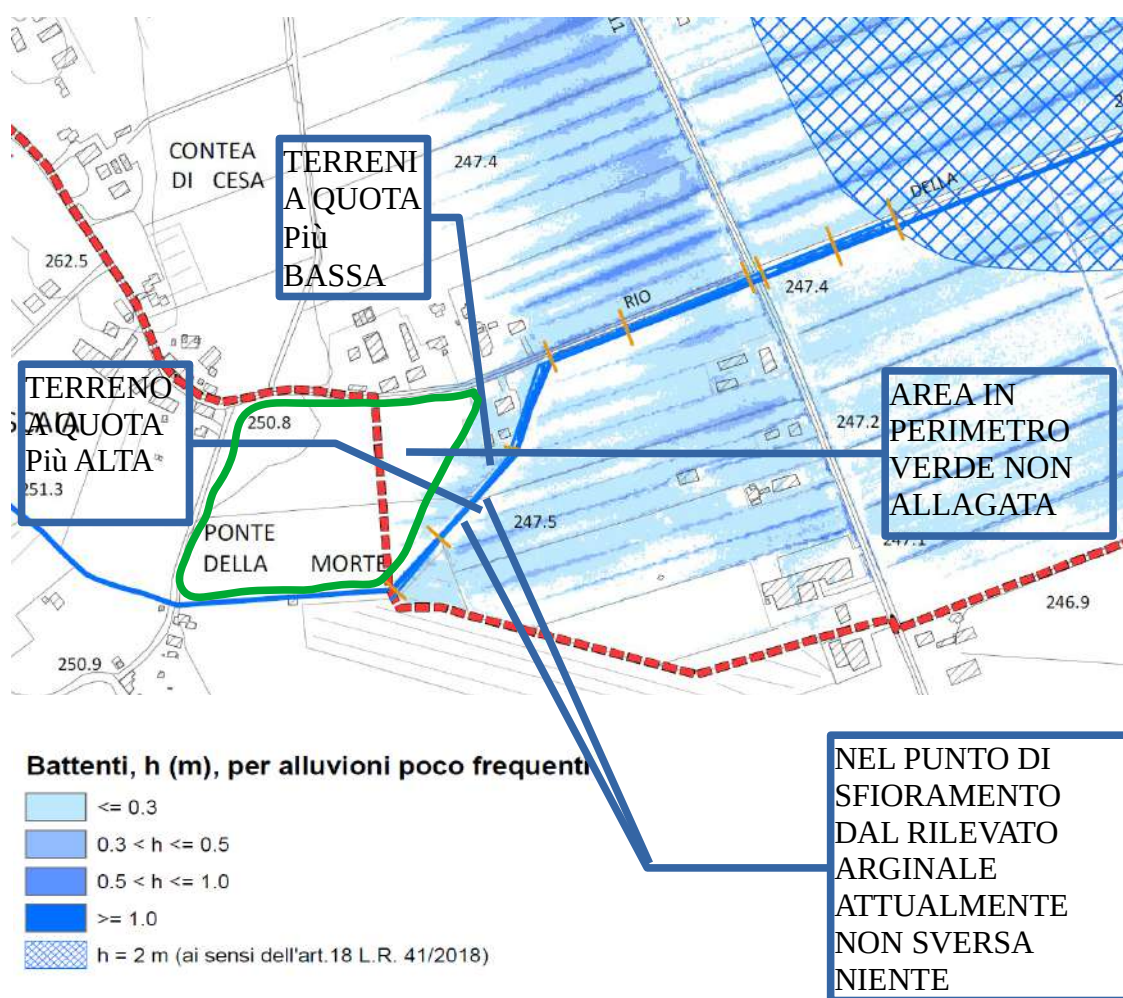 11
CONTEA
DI CESA
TERRENI
A QUOTA
Più
BASSA
247.4
DELLA
262.5
RIO
247.4
TERRENO
A QUOTA
Più ALTA
250.8
251.3
AREA IN
PERIMETRO
VERDE NON
ALLAGATA
247.2
247.5
PONTE
DELLA MORTE
247.1
246.9
250.9
NEL PUNTO DI
SFIORAMENTO
DAL RILEVATO
ARGINALE
ATTUALMENTE
NON SVERSA
NIENTE
Battenti, h (m), per alluvioni poco frequenti
<= 0.3
0.3 < h <= 0.5
0.5 < h <= 1.0
>= 1.0
h = 2 m (ai sensi dell'art.18 L.R. 41/2018)